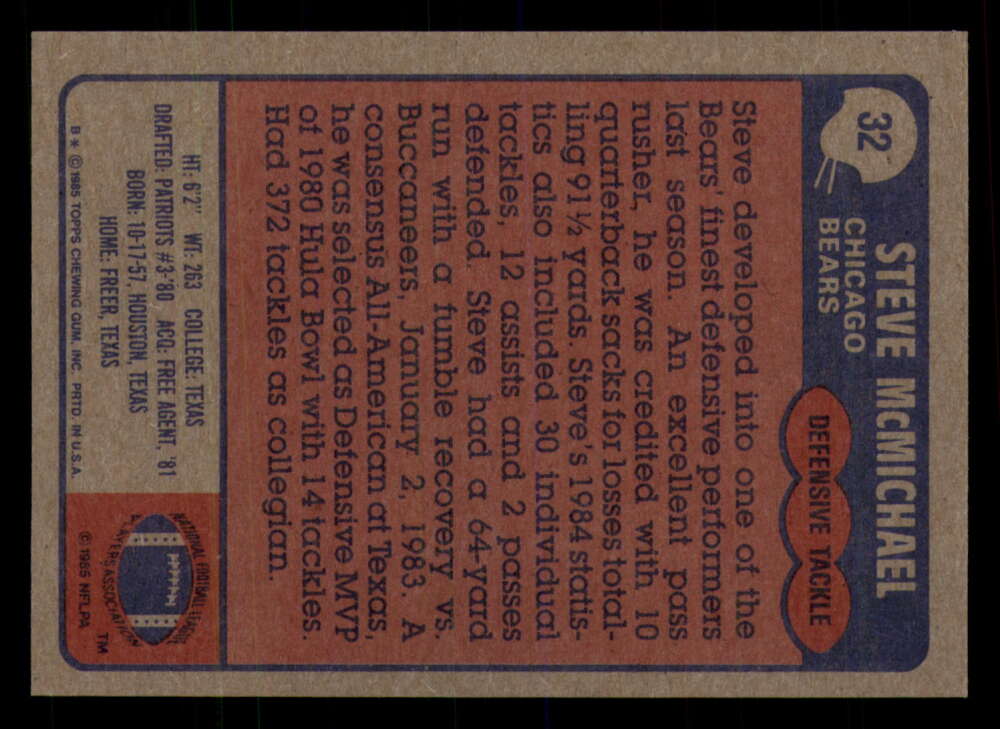 32
STEVE McMICHAEL
CHICAGO
BEARS
DEFENSIVE TACKLE
Steve developed into one of the
Bears' finest defensive performers
last season. An excellent pass
rusher, he was credited with 10
quarterback sacks for losses total-
ling 91½ yards. Steve's 1984 statis-
tics also included 30 individual
tackles, 12 assists and 2 passes
defended. Steve had a 64-yard
run with a fumble recovery vs.
Buccaneers, January 2, 1983. A
consensus All-American at Texas,
he was selected as Defensive MVP
of 1980 Hula Bowl with 14 tackles.
Had 372 tackles as collegian.
HT: 6'2" WT: 263 COLLEGE: TEXAS
DRAFTED: PATRIOTS #3-'80 ACQ: FREE AGENT, '81
BORN: 10-17-57, HOUSTON, TEXAS
HOME: FREER, TEXAS
B * © 1985 TOPPS CHEWING GUM, INC. PRTD. IN U.S.A.
NATIONAL FOOTBALL LEAGUE
PLAYERS ASSOCIATION
TM
© 1985 NFLPA